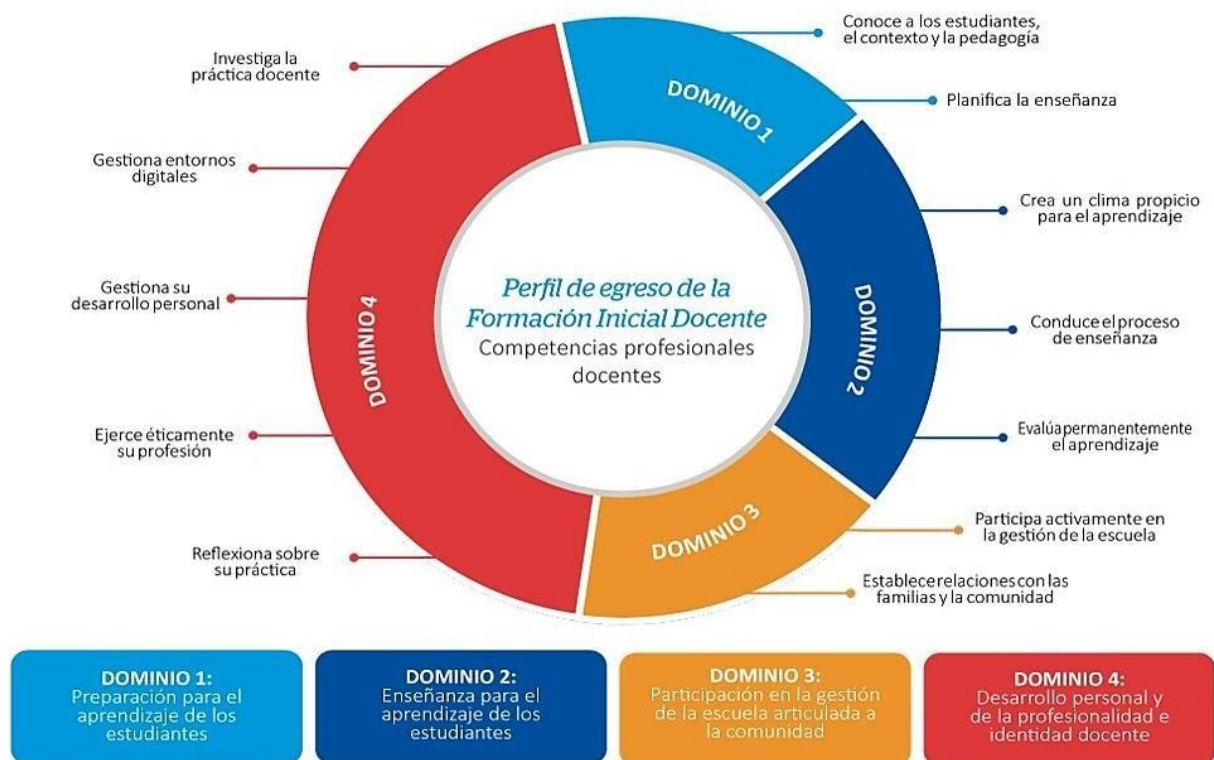 Conoce a los estudiantes,
el contexto y la pedagogía
Planifica la enseñanza
Crea un clima propicio
para el aprendizaje
Conduce el proceso
de enseñanza
Evalúa permanentemente
el aprendizaje
Participa activamente en
la gestión de la escuela
Establece relaciones con las
familias y la comunidad
Investiga la
práctica docente
Gestiona entornos
digitales
Gestiona su
desarrollo personal
Ejerce éticamente
su profesión
Reflexiona sobre
su práctica
DOMINIO 1
DOMINIO 2
DOMINIO 3
DOMINIO 4
Perfil de egreso de la
Formación Inicial Docente
Competencias profesionales
docentes
DOMINIO 1:
Preparación para el
aprendizaje de los
estudiantes
DOMINIO 2:
Enseñanza para el
aprendizaje de los
estudiantes
DOMINIO 3:
Participación en la gestión
de la escuela articulada a
la comunidad
DOMINIO 4:
Desarrollo personal y
de la profesionalidad e
identidad docente